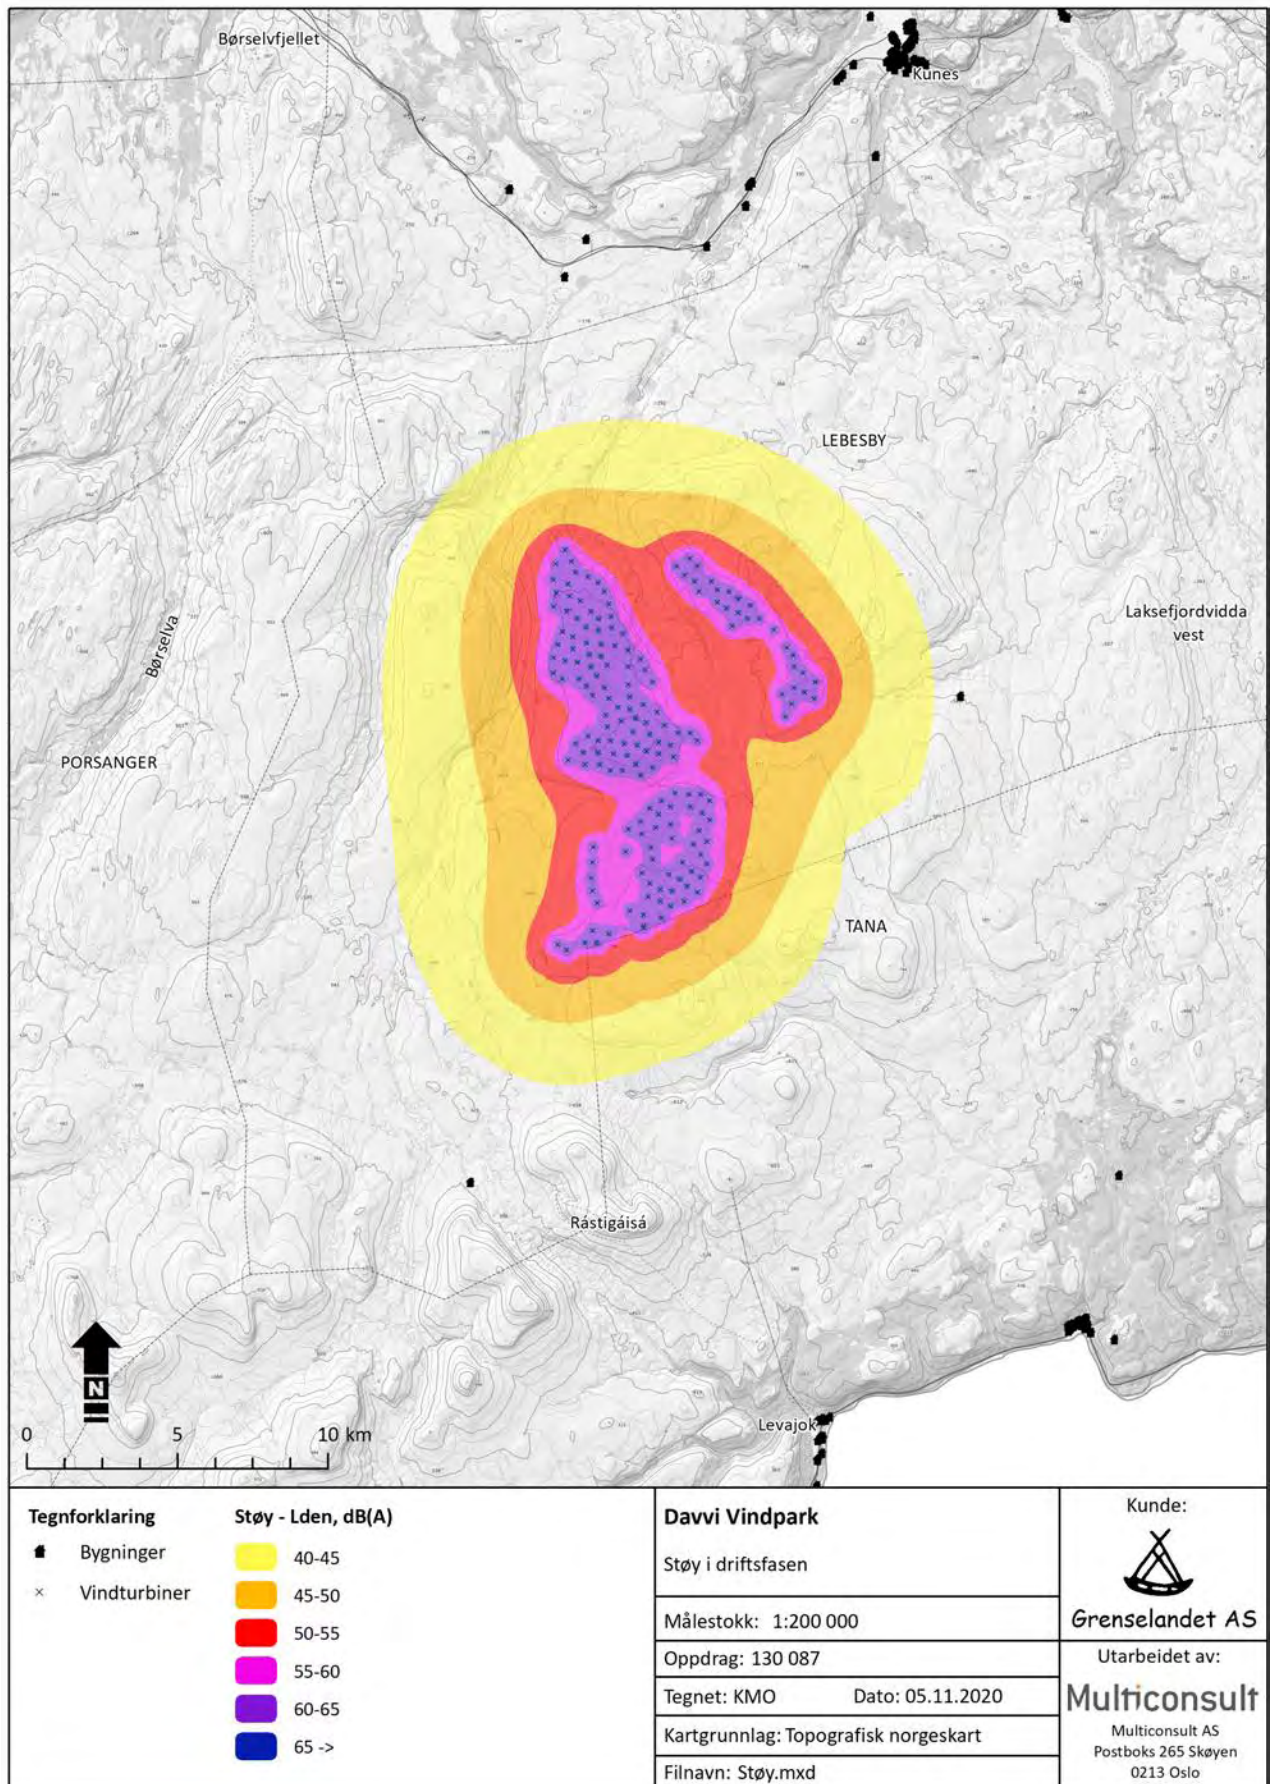 Børselvfjellet
Kunes
LEBESBY
Laksefjordvidda
vest
Børselva
PORSANGER
TANA
Rástigáisá
Levajok
N
0 5 10 km
Tegnforklaring
Bygninger
Vindturbiner
Støy - Lden, dB(A)
40-45
45-50
50-55
55-60
60-65
65 ->
Davvi Vindpark
Støy i driftsfasen
Målestokk: 1:200 000
Oppdrag: 130 087
Tegnet: KMO Dato: 05.11.2020
Kartgrunnlag: Topografisk norgeskart
Filnavn: Støy.mxd
Kunde:
Grenselandet AS
Utarbeidet av:
Multiconsult
Multiconsult AS
Postboks 265 Skøyen
0213 Oslo